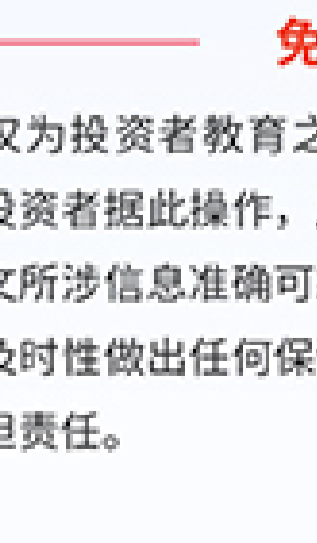 免
仅为投资者教育之
投资者据此操作，
文所涉信息准确可
及时性做出任何保
担责任。